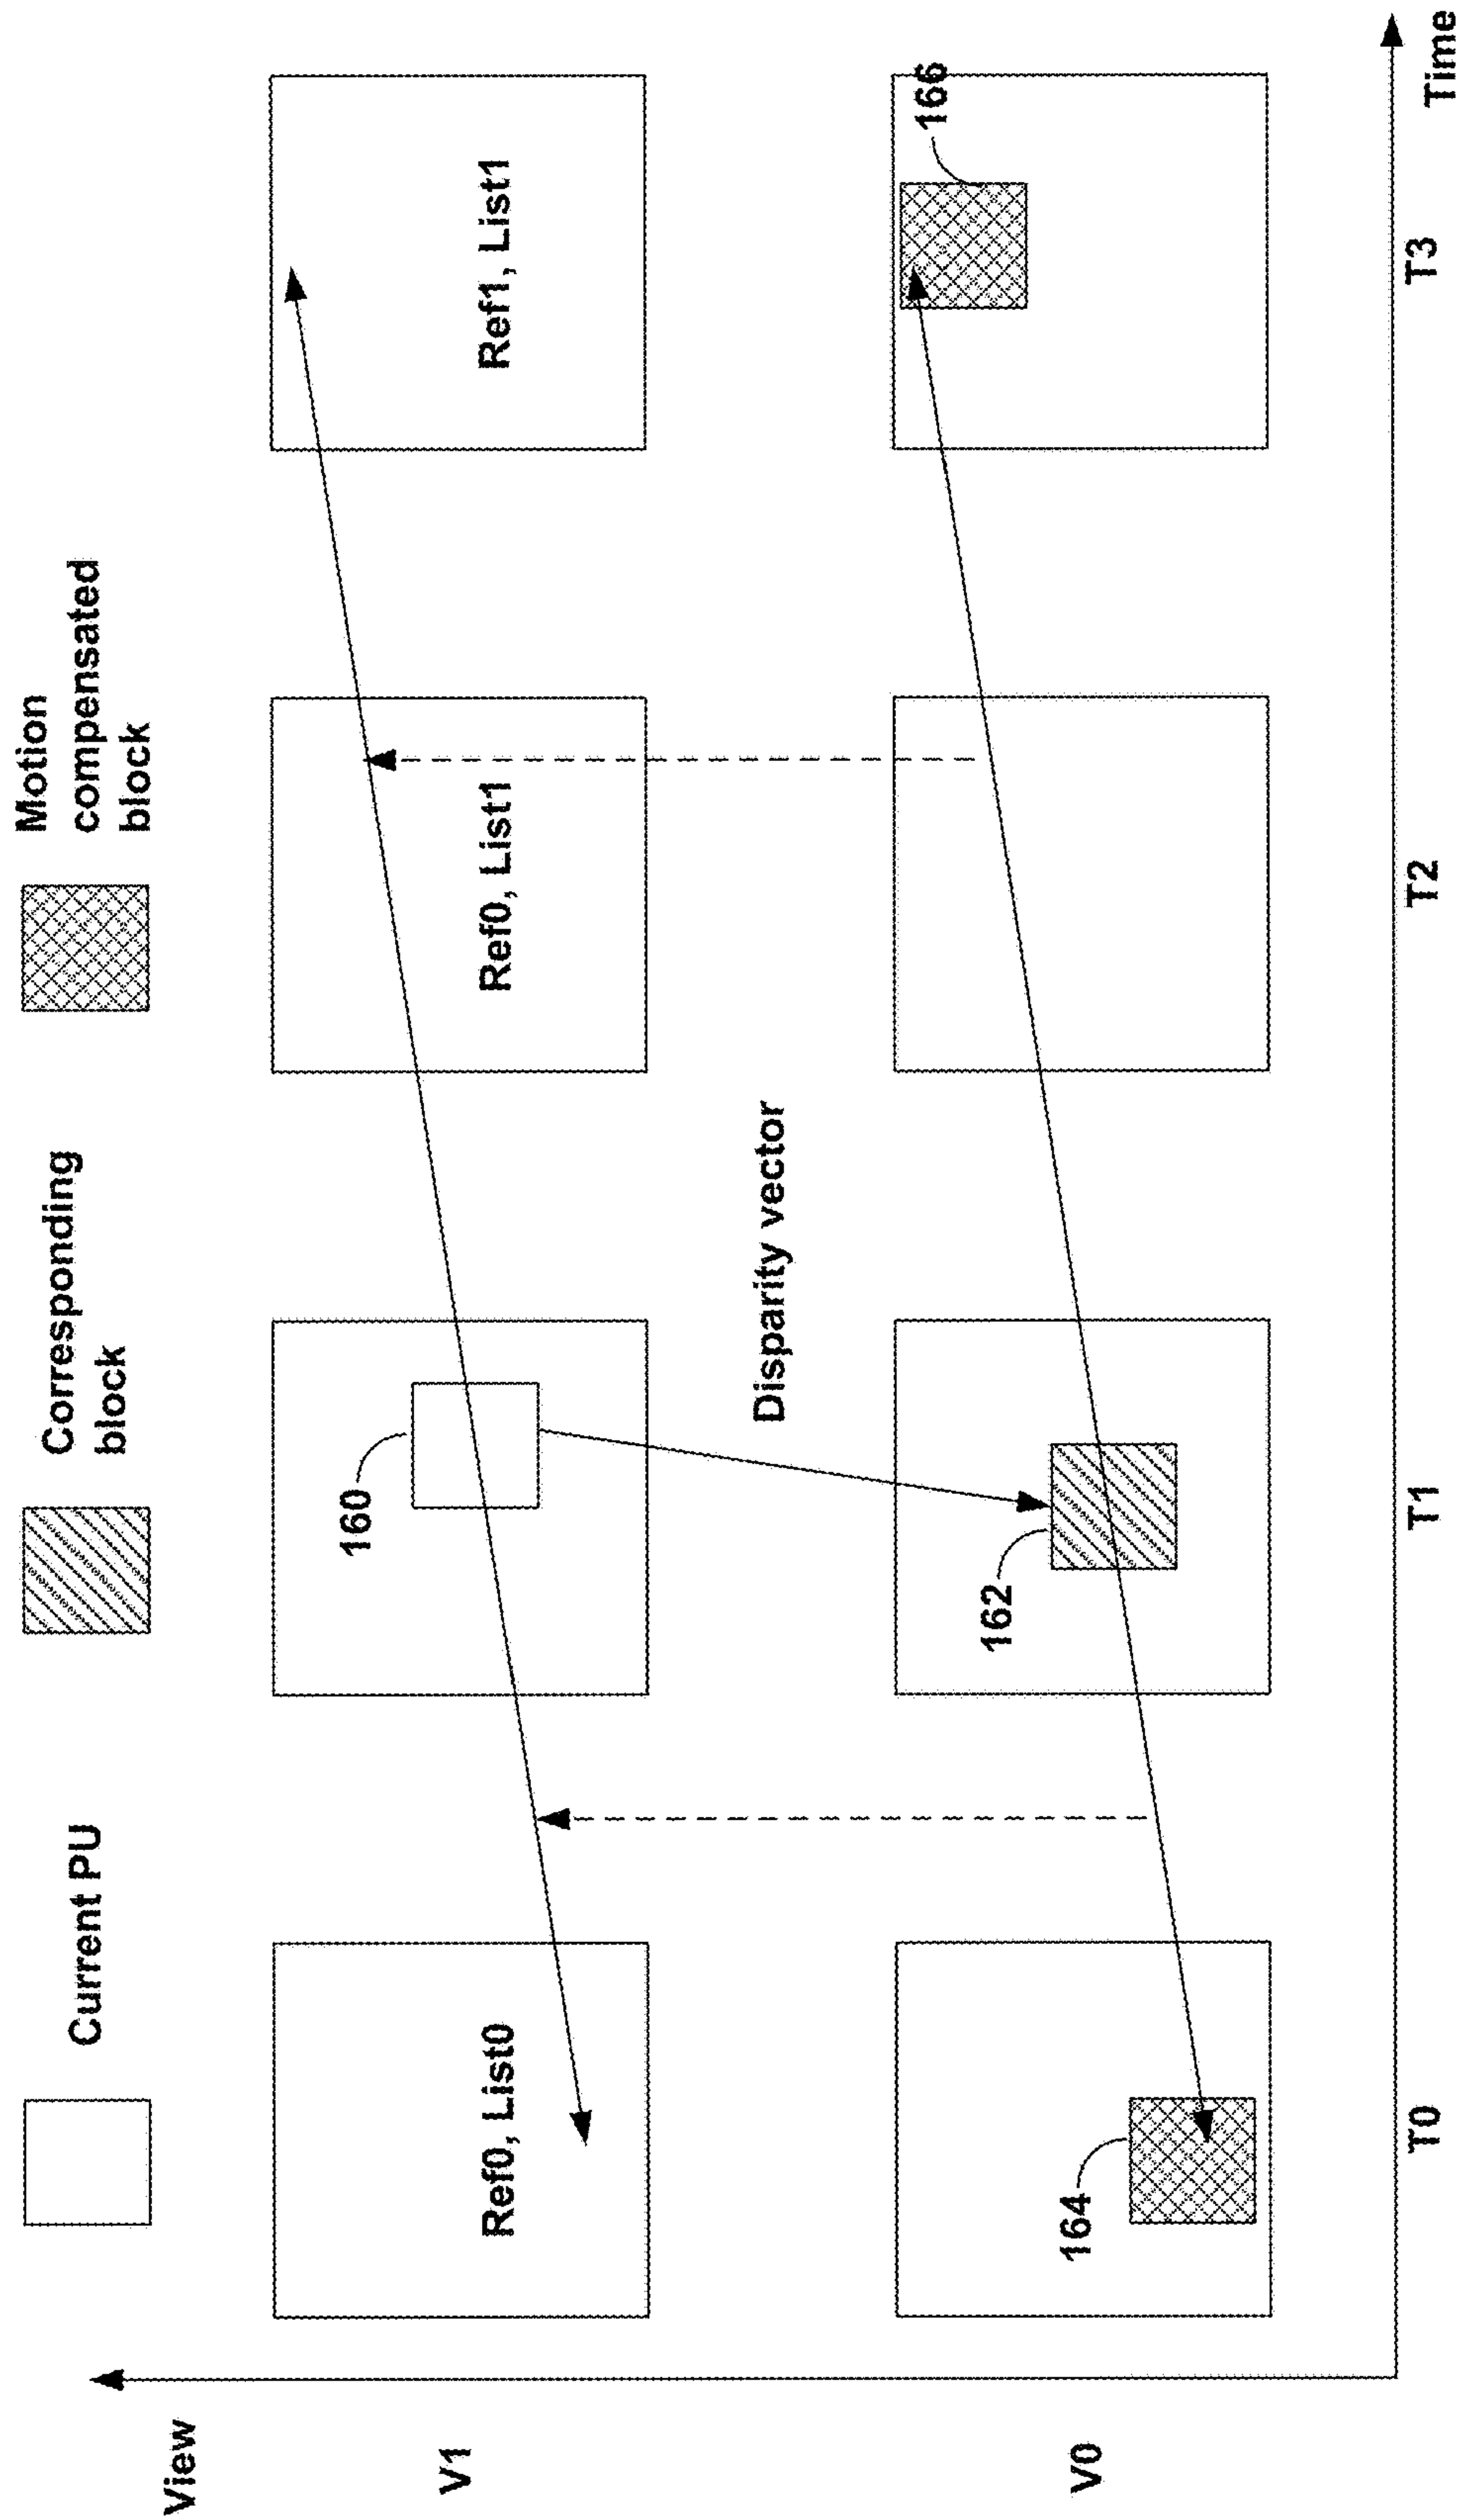 Current PU
Corresponding
block
Motion
compensated
block
View
V1
Ref0, List0
160
Ref0, List1
Ref1, List1
Disparity vector
V0
164
162
166
T0
T1
T2
T3
Time